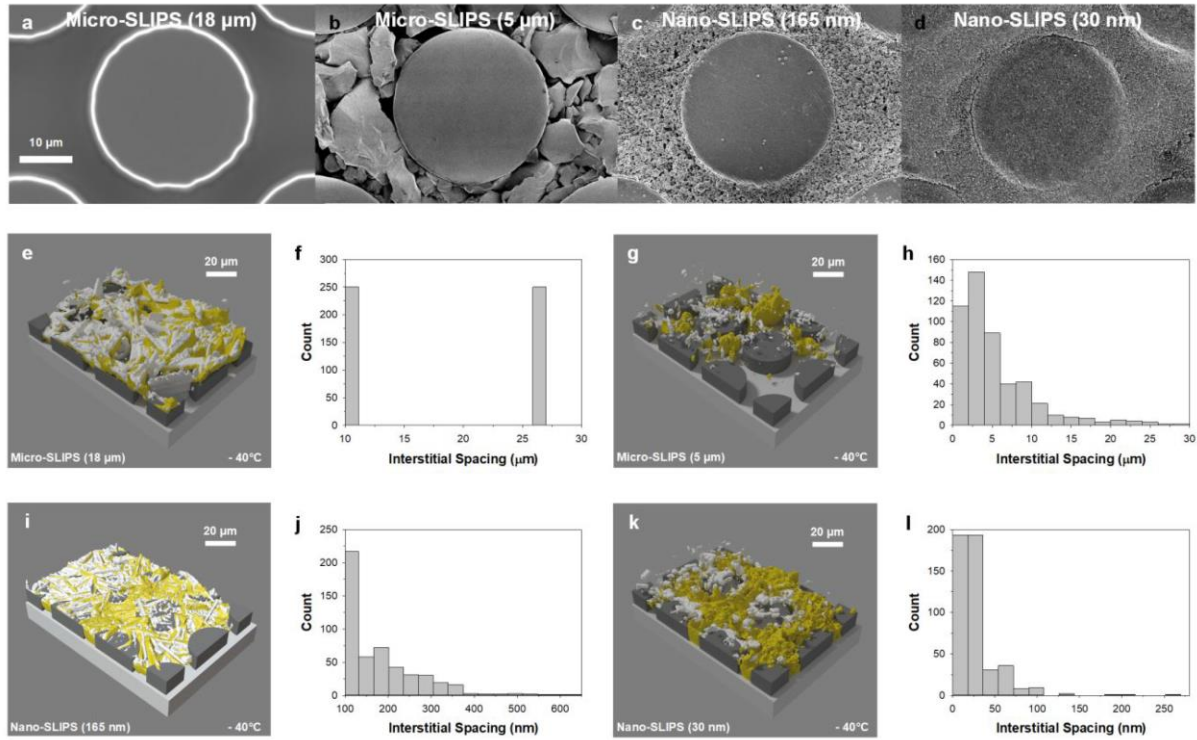 a Micro-SLIPS (18 µm) b Micro-SLIPS (5 µm) c Nano-SLIPS (165 nm) d Nano-SLIPS (30 nm)
10 µm
e
20 µm
Micro-SLIPS (18 µm) - 40°C
f
300
250
200
150
100
50
0
Count
10 15 20 25 30
Interstitial Spacing (µm)
g
20 µm
Micro-SLIPS (5 µm) - 40°C
h
160
140
120
100
80
60
40
20
0
Count
0 5 10 15 20 25 30
Interstitial Spacing (µm)
i
20 µm
Nano-SLIPS (165 nm) - 40°C
j
250
200
150
100
50
0
Count
100 200 300 400 500 600
Interstitial Spacing (nm)
k
20 µm
Nano-SLIPS (30 nm) - 40°C
l
200
150
100
50
0
Count
0 50 100 150 200 250
Interstitial Spacing (nm)